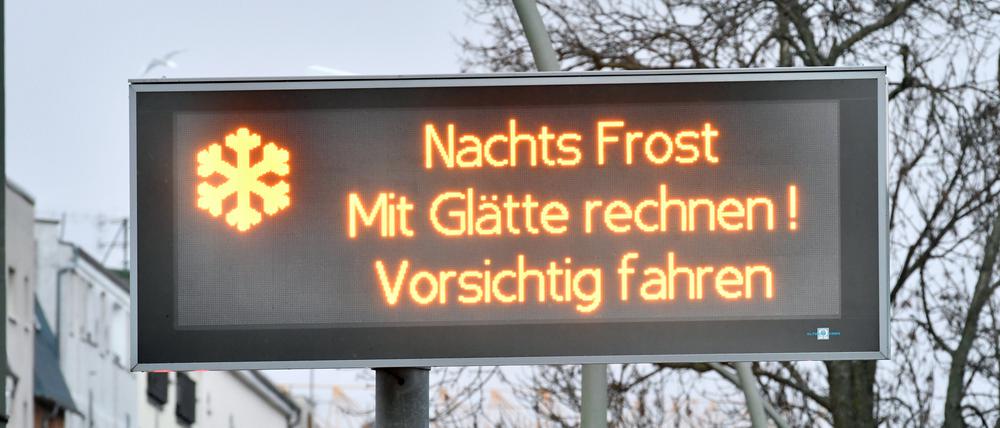 Nachts Frost
Mit Glätte rechnen !
Vorsichtig fahren